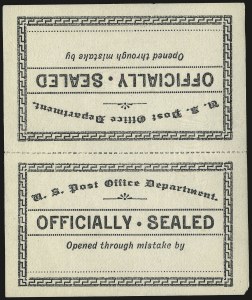 Opened through mistake by
OFFICIALLY · SEALED
U. S. Post Office Department.
U. S. Post Office Department.
OFFICIALLY · SEALED
Opened through mistake by